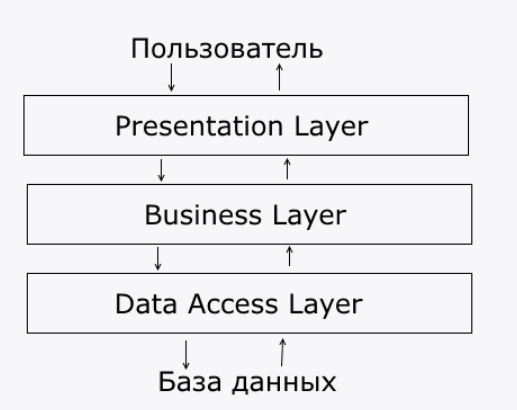 Пользователь
Presentation Layer
Business Layer
Data Access Layer
База данных